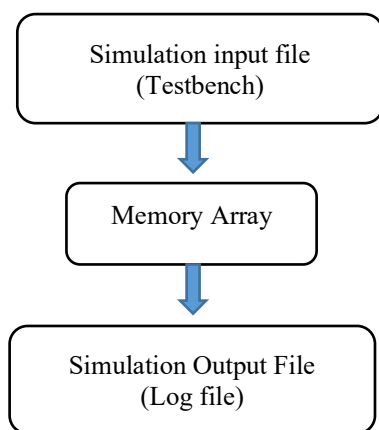 Simulation input file
(Testbench)
Memory Array
Simulation Output File
(Log file)